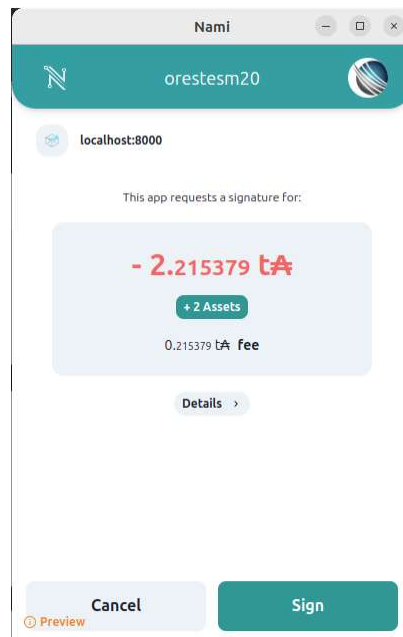 Nami
orestesm20
localhost:8000
This app requests a signature for:
- 2.215379 t₳
+ 2 Assets
0.215379 t₳ fee
Details ›
Cancel
Sign
Preview